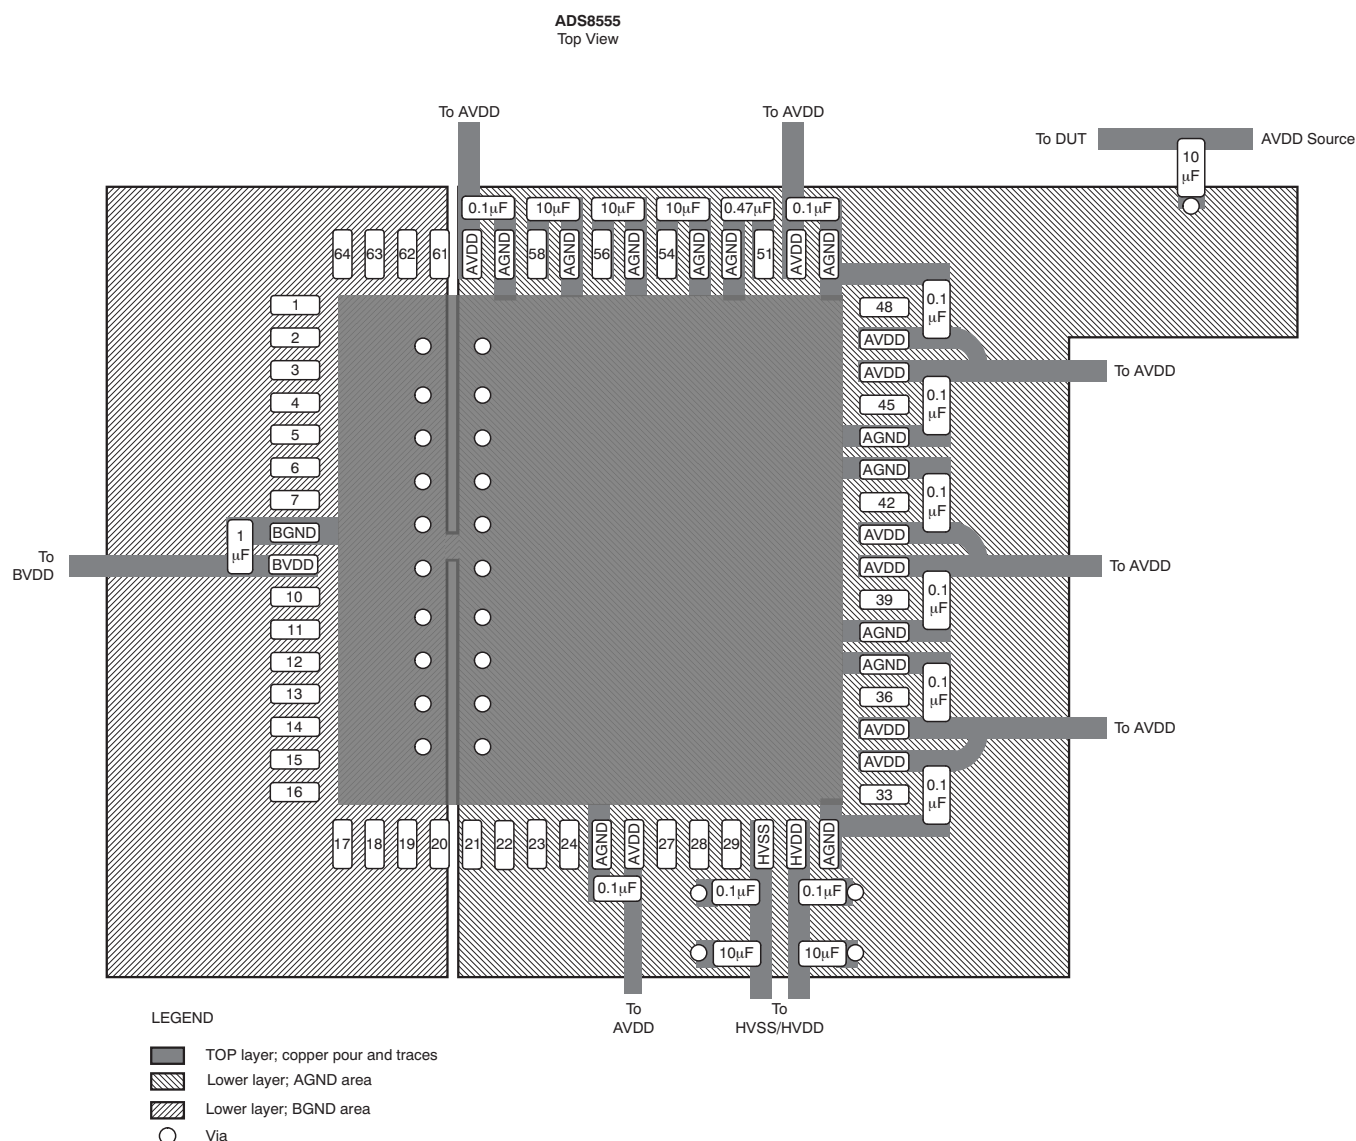 ADS8555
Top View
To AVDD
To AVDD
To DUT
AVDD Source
10
µF
0.1µF
10µF
10µF
10µF
0.47µF
0.1µF
64
63
62
61
AVDD
AGND
58
AGND
56
AGND
54
AGND
AGND
51
AVDD
AGND
1
2
3
4
5
6
7
BGND
BVDD
10
11
12
13
14
15
16
1
µF
To
BVDD
48
AVDD
AVDD
45
AGND
AGND
42
AVDD
AVDD
39
AGND
AGND
36
AVDD
AVDD
33
0.1
µF
0.1
µF
0.1
µF
0.1
µF
0.1
µF
0.1
µF
To AVDD
To AVDD
To AVDD
17
18
19
20
21
22
23
24
AGND
AVDD
27
28
29
HVSS
HVDD
AGND
0.1µF
0.1µF
0.1µF
10µF
10µF
To
AVDD
To
HVSS/HVDD
LEGEND
TOP layer; copper pour and traces
Lower layer; AGND area
Lower layer; BGND area
Via